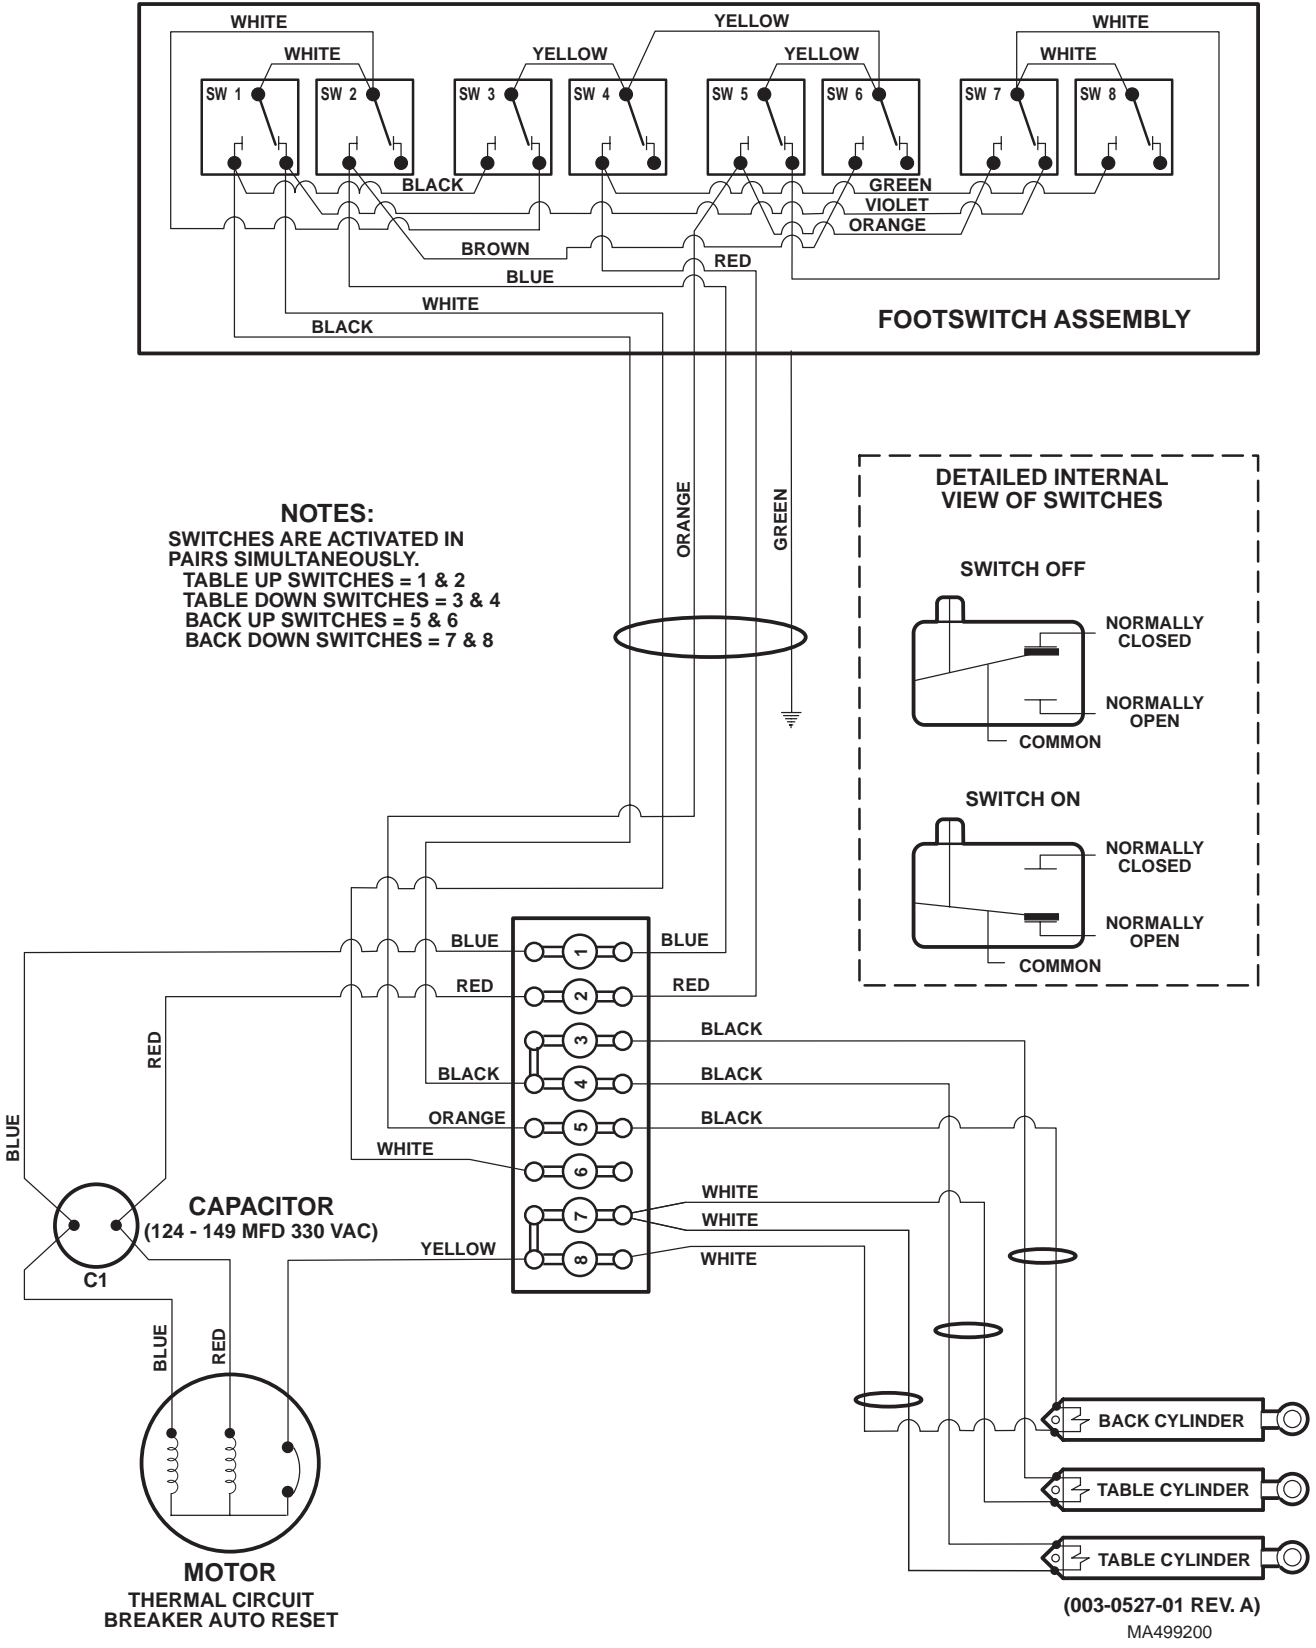 WHITE
YELLOW
WHITE
WHITE
YELLOW
YELLOW
WHITE
SW 1
SW 2
SW 3
SW 4
SW 5
SW 6
SW 7
SW 8
BLACK
GREEN
VIOLET
ORANGE
BROWN
RED
BLUE
WHITE
BLACK
FOOTSWITCH ASSEMBLY
ORANGE
GREEN
NOTES:
SWITCHES ARE ACTIVATED IN
PAIRS SIMULTANEOUSLY.
TABLE UP SWITCHES = 1 & 2
TABLE DOWN SWITCHES = 3 & 4
BACK UP SWITCHES = 5 & 6
BACK DOWN SWITCHES = 7 & 8
DETAILED INTERNAL
VIEW OF SWITCHES
SWITCH OFF
NORMALLY
CLOSED
NORMALLY
OPEN
COMMON
SWITCH ON
NORMALLY
CLOSED
NORMALLY
OPEN
COMMON
BLUE
1
BLUE
RED
2
RED
RED
3
BLACK
BLACK
4
BLACK
ORANGE
5
BLACK
BLUE
WHITE
6
WHITE
7
WHITE
YELLOW
8
WHITE
CAPACITOR
(124 - 149 MFD 330 VAC)
C1
BLUE
RED
MOTOR
THERMAL CIRCUIT
BREAKER AUTO RESET
BACK CYLINDER
TABLE CYLINDER
TABLE CYLINDER
(003-0527-01 REV. A)
MA499200